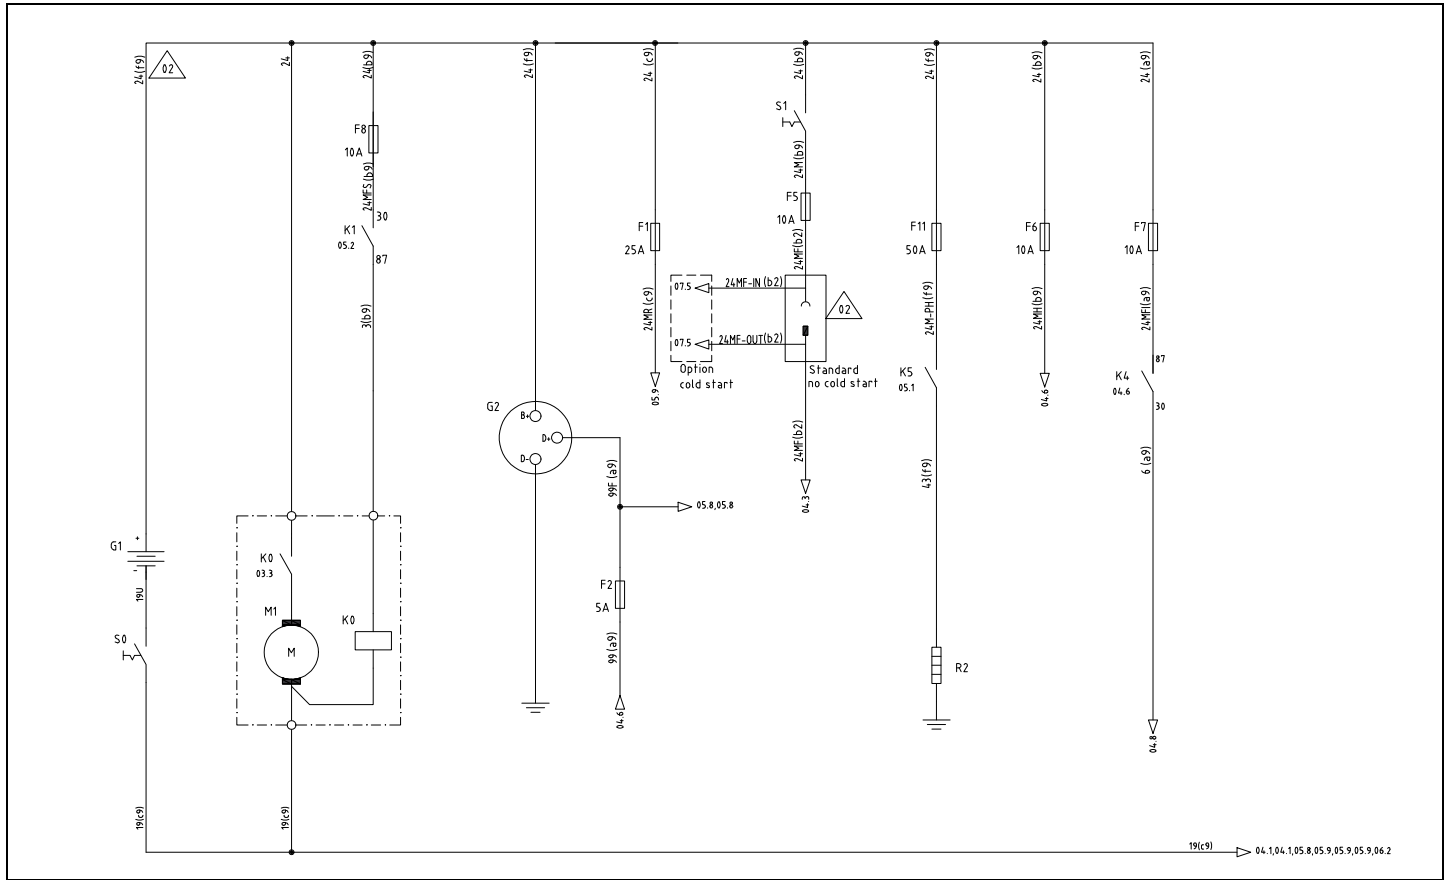 24(f9)
02
24
24(b9)
24 (f9)
24 (c9)
24 (b9)
24 (f9)
24 (b9)
24 (a9)
S1
F8
10A
24MFS(b9)
24M(b9)
30
K1
05.2
87
F5
10A
F1
25A
F11
50A
F6
10A
F7
10A
24MF(b2)
3(b9)
24MR(c9)
07.5
24MF-IN(b2)
02
07.5
24MF-OUT(b2)
24M-PH(f9)
24MH(b9)
24MFI(a9)
Option
cold start
Standard
no cold start
05.9
K5
05.1
04.6
87
K4
04.6
30
G2
B+
D+
D-
24MF(b2)
99F(a9)
43(f9)
6 (a9)
05.8,05.8
04.3
+
G1
-
19U
K0
03.3
F2
5A
M1
K0
M
S0
99(a9)
R2
04.6
04.8
19(c9)
19(c9)
19(c9)
04.1,04.1,05.8,05.9,05.9,05.9,06.2